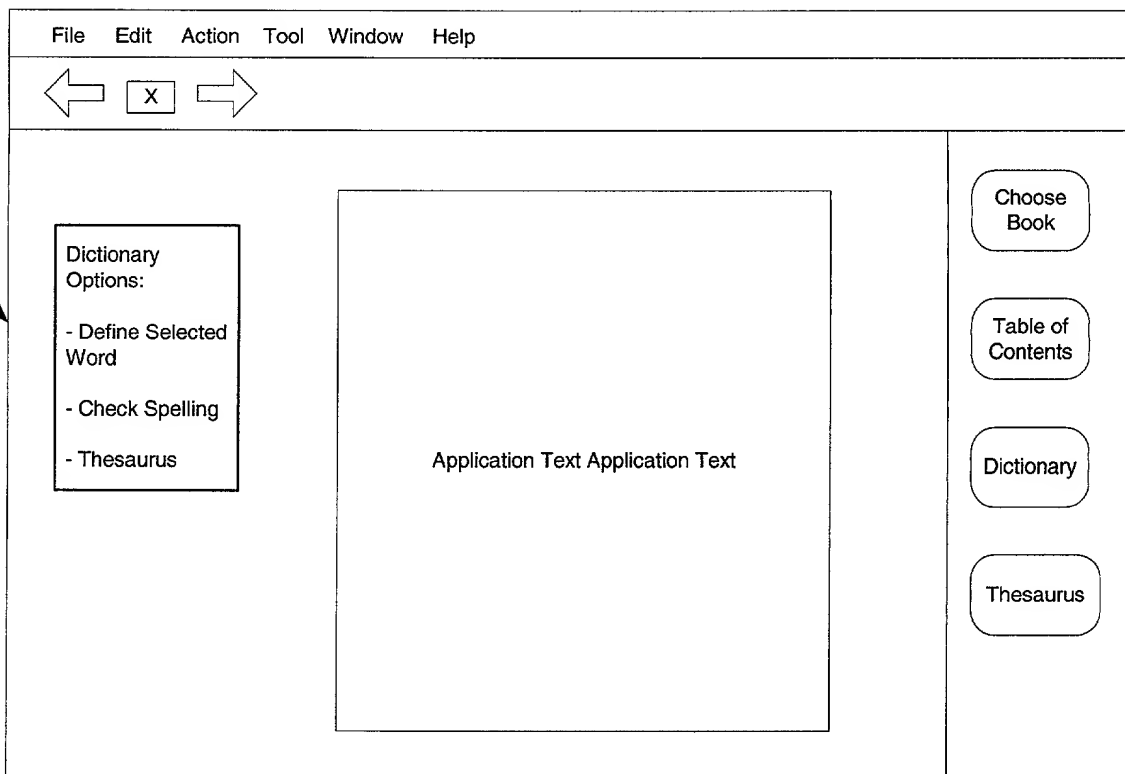 File Edit Action Tool Window Help
X
Dictionary
Options:
- Define Selected
Word
- Check Spelling
- Thesaurus
Application Text Application Text
Choose
Book
Table of
Contents
Dictionary
Thesaurus